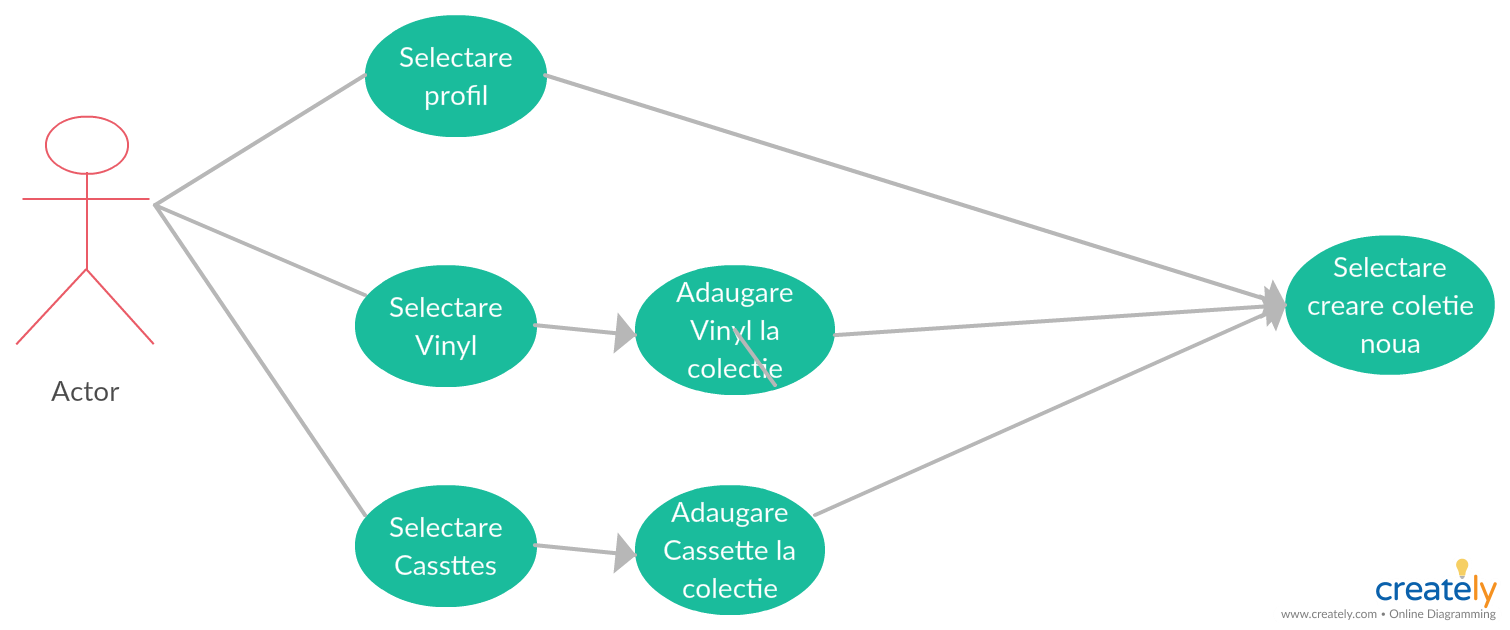 Selectare
profil
Selectare
Vinyl
Adaugare
Vinyl la
colectie
Selectare
creare coletie
noua
Actor
Selectare
Cassttes
Adaugare
Cassette la
colectie
creately
www.creately.com • Online Diagramming